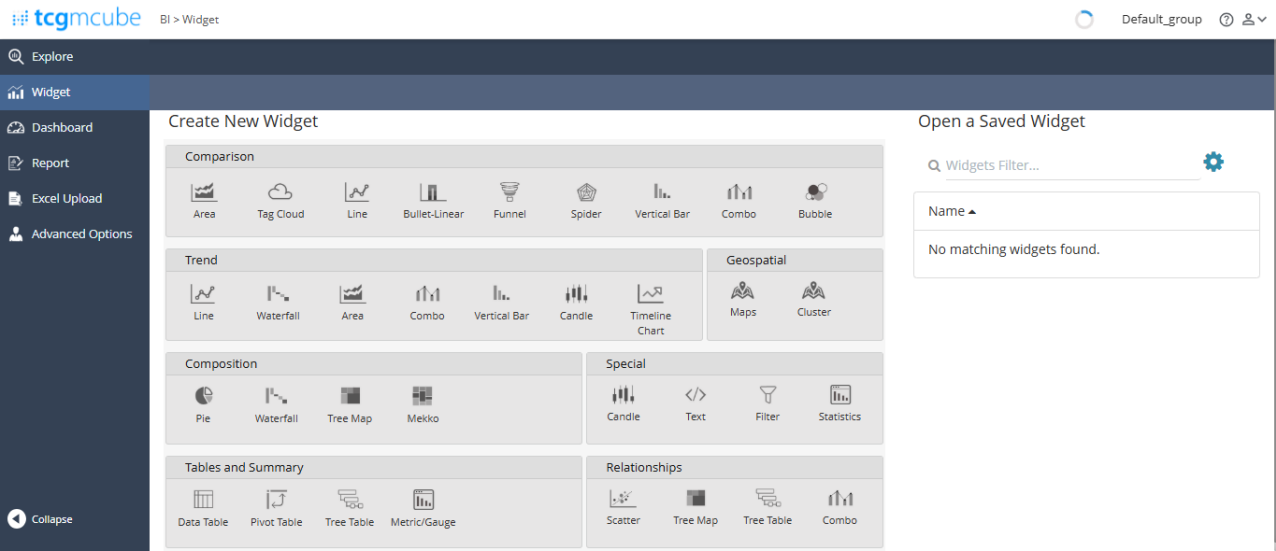 tcgmcube
BI > Widget
Default_group
Explore
Widget
Dashboard
Report
Excel Upload
Advanced Options
Collapse
Create New Widget
Comparison
Area
Tag Cloud
Line
Bullet-Linear
Funnel
Spider
Vertical Bar
Combo
Bubble
Trend
Line
Waterfall
Area
Combo
Vertical Bar
Candle
Timeline
Chart
Geospatial
Maps
Cluster
Composition
Pie
Waterfall
Tree Map
Mekko
Special
Candle
Text
Filter
Statistics
Tables and Summary
Data Table
Pivot Table
Tree Table
Metric/Gauge
Relationships
Scatter
Tree Map
Tree Table
Combo
Open a Saved Widget
Widgets Filter...
Name
No matching widgets found.